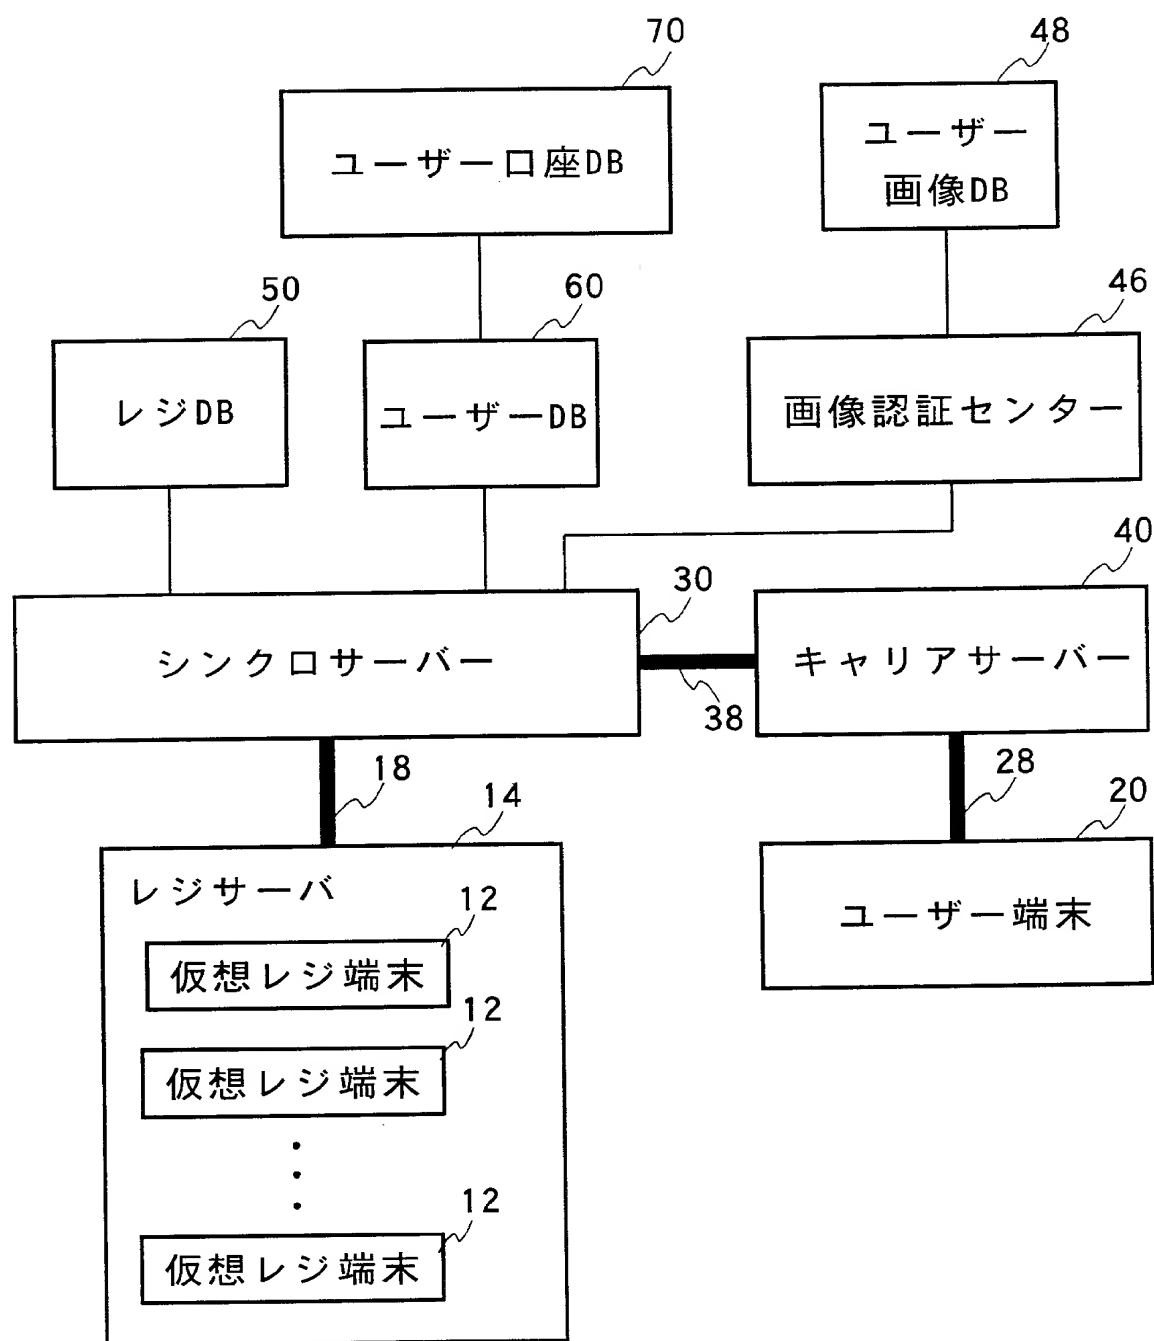 70
48
ユーザー口座DB
ユーザー
画像DB
50
60
46
レジDB
ユーザーDB
画像認証センター
40
30
シンクロサーバー
キャリアサーバー
38
18
28
14
20
レジサーバ
ユーザー端末
12
仮想レジ端末
12
仮想レジ端末
12
仮想レジ端末